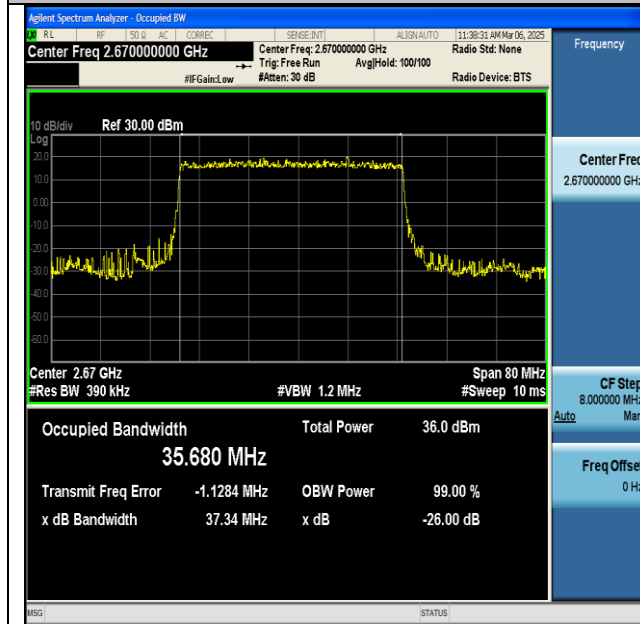 Agilent Spectrum Analyzer - Occupied BW
RL RF 50 Ω AC CORREC SENSE:INT ALIGN AUTO 11:38:31 AM Mar 06, 2025
Center Freq 2.670000000 GHz
Center Freq: 2.670000000 GHz Radio Std: None
Trig: Free Run Avg|Hold: 100/100
#IFGain:Low #Atten: 30 dB Radio Device: BTS
10 dB/div Ref 30.00 dBm
Log
20.0
10.0
0.00
-10.0
-20.0
-30.0
-40.0
-50.0
-60.0
Center 2.67 GHz Span 80 MHz
#Res BW 390 kHz #VBW 1.2 MHz #Sweep 10 ms
Occupied Bandwidth Total Power 36.0 dBm
35.680 MHz
Transmit Freq Error -1.1284 MHz OBW Power 99.00 %
x dB Bandwidth 37.34 MHz x dB -26.00 dB
MSG STATUS
Frequency
Center Freq
2.670000000 GHz
CF Step
8.000000 MHz
Auto Man
Freq Offset
0 Hz